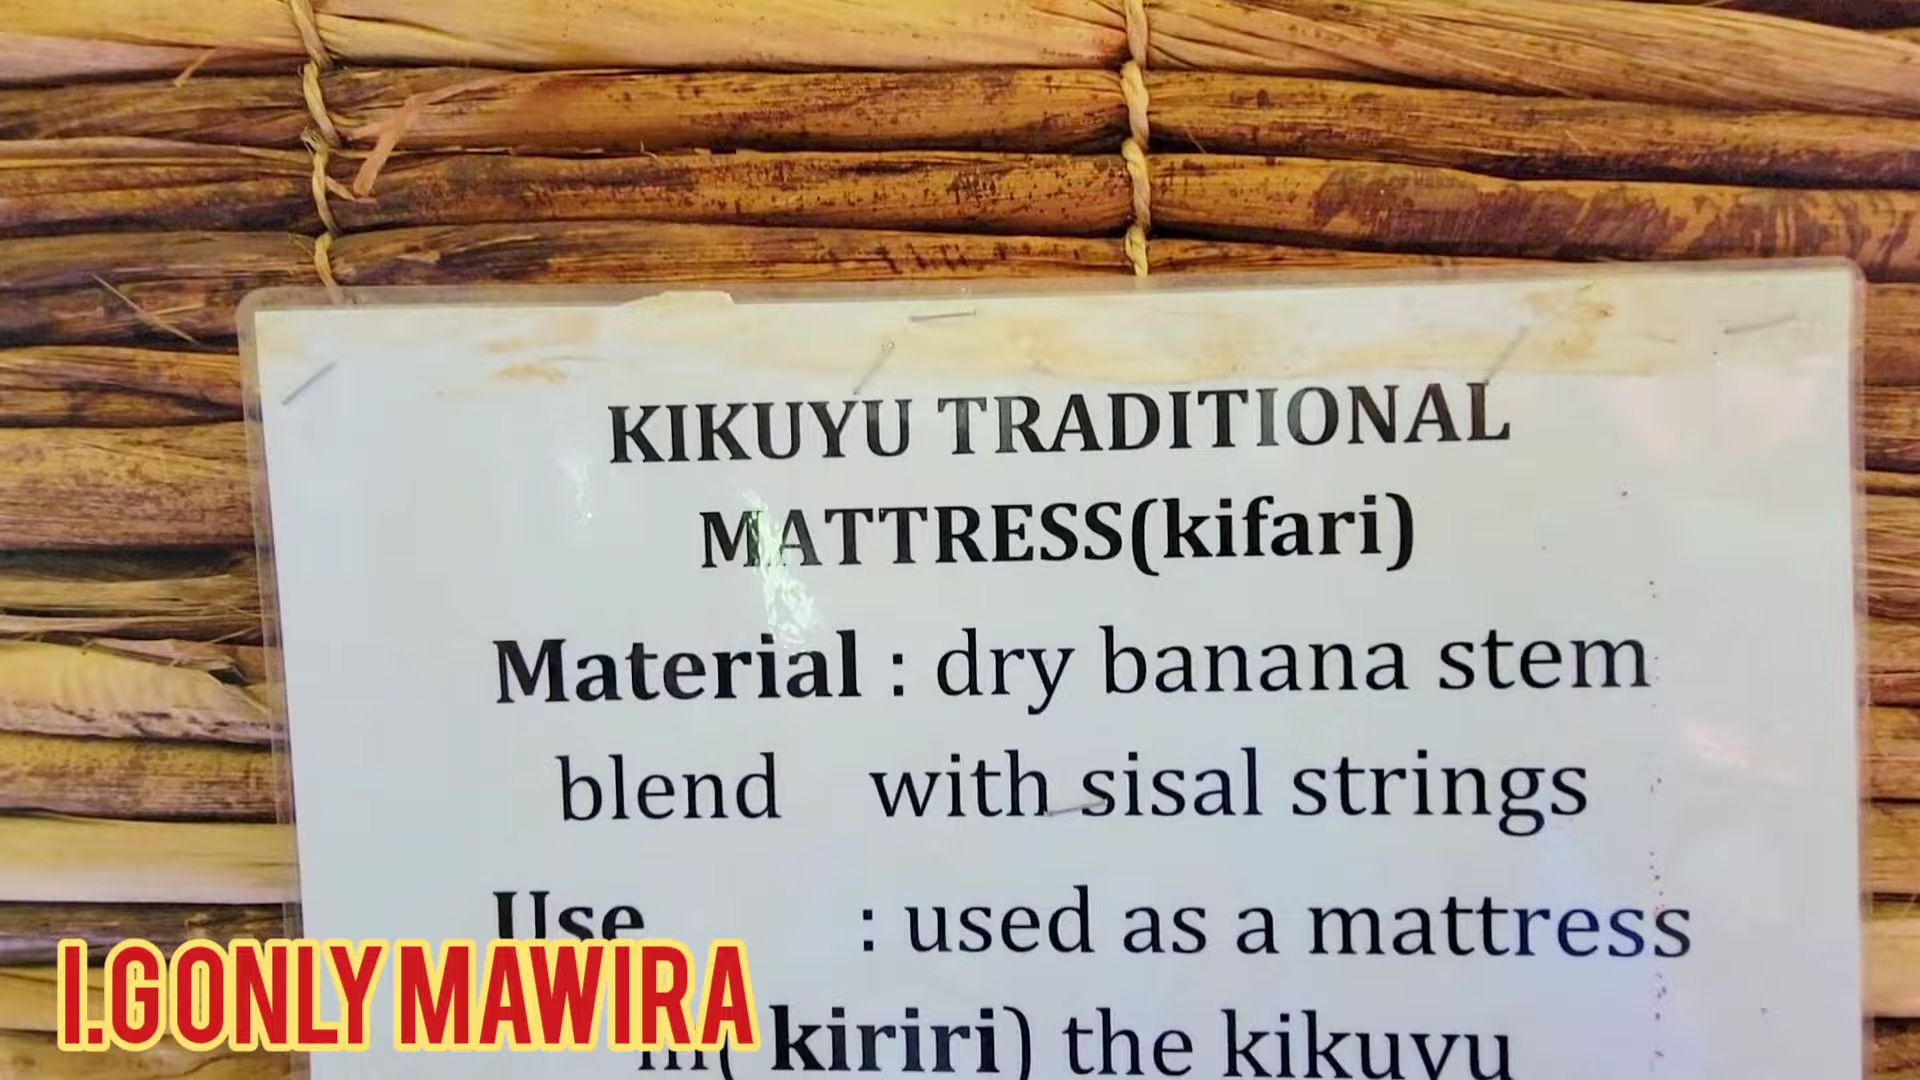 KIKUYU TRADITIONAL
MATTRESS(kifari)
Material : dry banana stem
blend with sisal strings
Use : used as a mattress
in( kiriri) the kikuyu
I.G ONLY MAWIRA